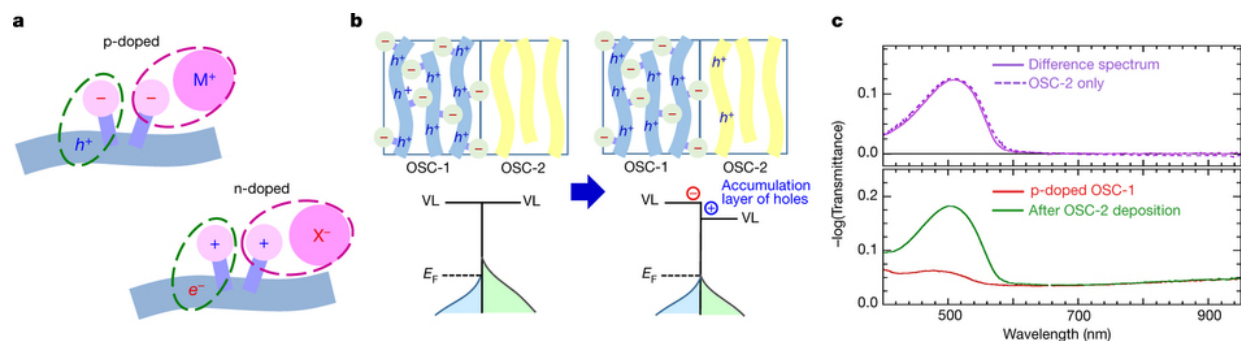 a
p-doped
M+
−
−
h+
n-doped
X−
+
+
e−
b
−
−
−
h+
h+
h+
−
h+
h+
−
−
h+
−
h+
h+
−
OSC-1
OSC-2
−
−
−
h+
h+
h+
−
h+
h+
h+
−
−
h+
−
h+
h+
h+
−
OSC-1
OSC-2
VL
VL
EF
−
+
Accumulation
layer of holes
VL
VL
EF
c
−log(Transmittance)
0.1
0
Difference spectrum
OSC-2 only
0.2
0.1
0.0
p-doped OSC-1
After OSC-2 deposition
500
700
900
Wavelength (nm)